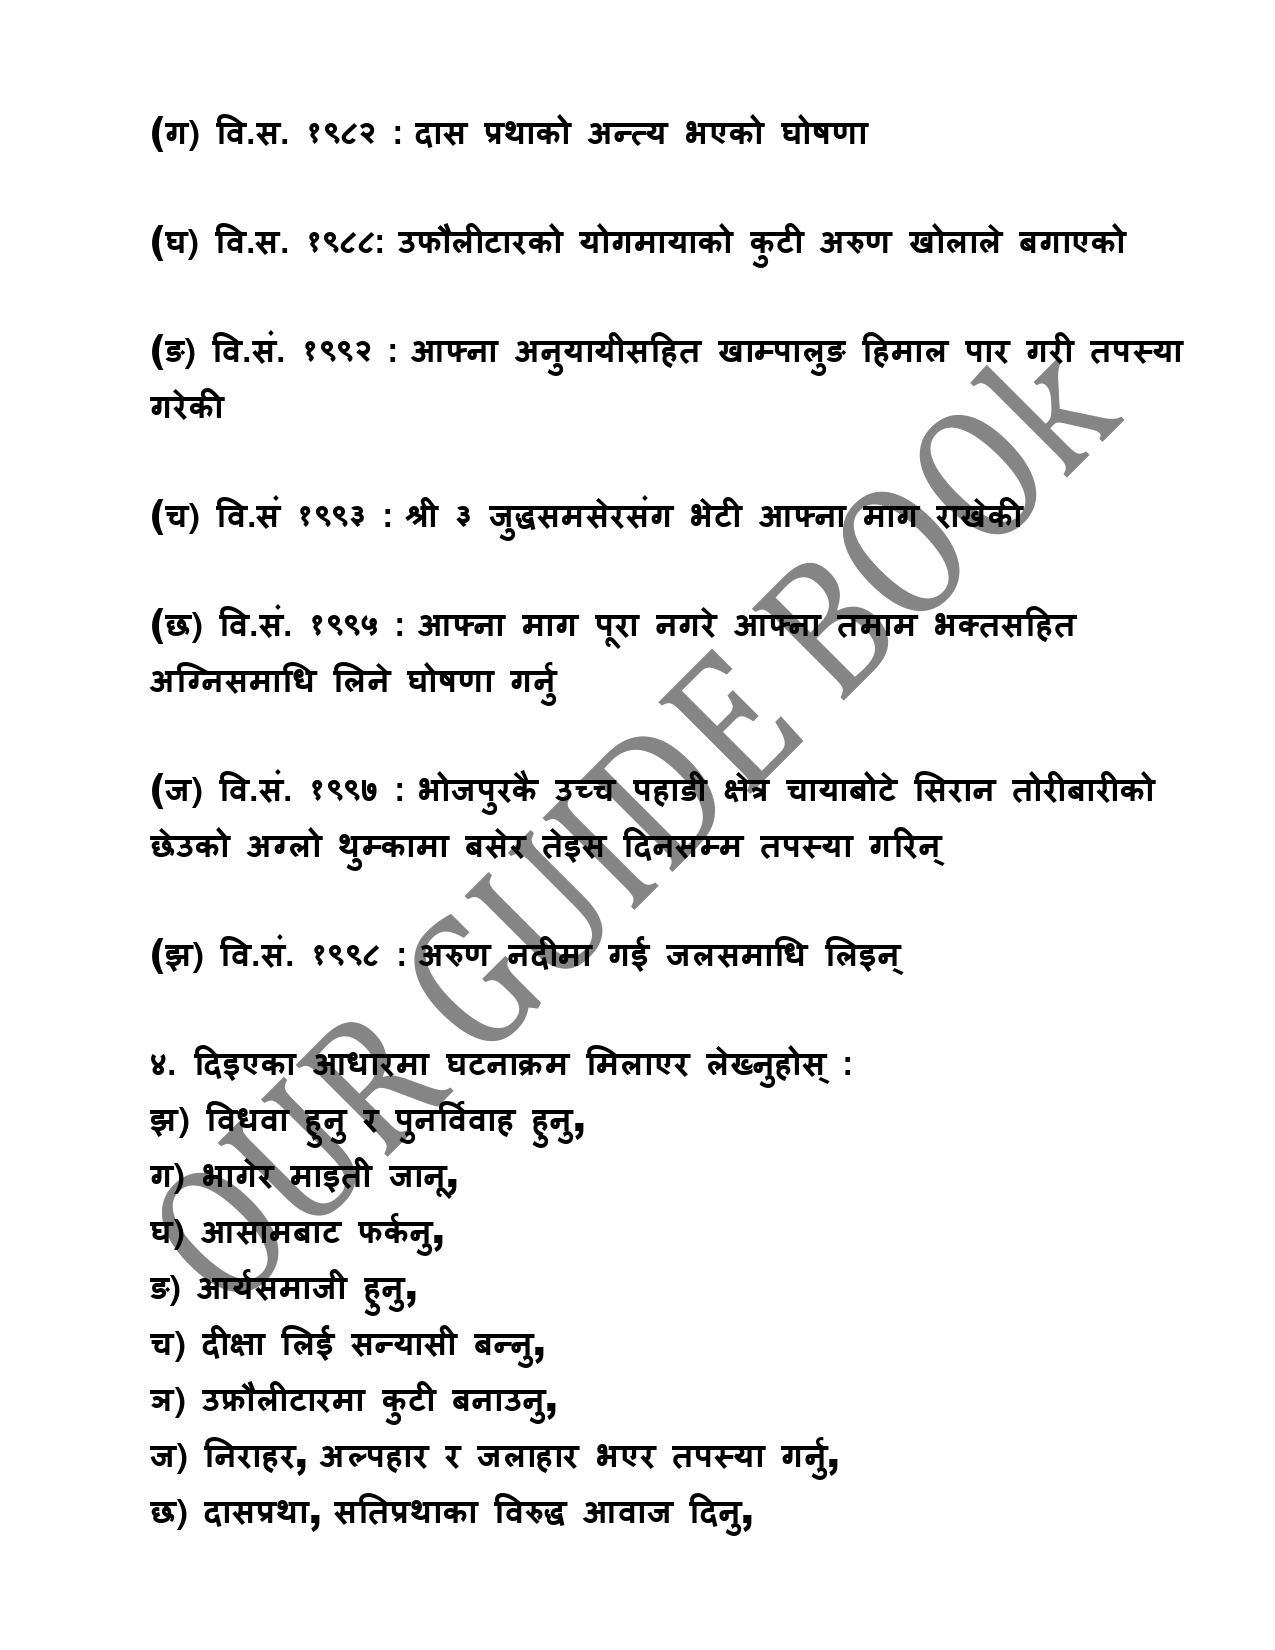 (ग) वि.स. १९८२ : दास प्रथाको अन्त्य भएको घोषणा
(घ) वि.स. १९८८: उफौलीटारको योगमायाको कुटी अरुण खोलाले बगाएको
(ङ) वि.सं. १९९२ : आफ्ना अनुयायीसहित खाम्पालुङ हिमाल पार गरी तपस्या
गरेकी
(च) वि.सं १९९३ : श्री ३ जुद्धसमसेरसंग भेटी आफ्ना माग राखेकी
(छ) वि.सं. १९९५ : आफ्ना माग पूरा नगरे आफ्ना तमाम भक्तसहित
अग्निसमाधि लिने घोषणा गर्नु
(ज) वि.सं. १९९७ : भोजपुरकै उच्च पहाडी क्षेत्र चायाबोटे सिरान तोरीबारीको
छेउको अग्लो थुम्कामा बसेर तेइस दिनसम्म तपस्या गरिन्
(झ) वि.सं. १९९८ : अरुण नदीमा गई जलसमाधि लिइन्
४. दिइएका आधारमा घटनाक्रम मिलाएर लेख्नुहोस् :
झ) विधवा हुनु र पुनर्विवाह हुनु,
ग) भागेर माइती जानू,
घ) आसामबाट फर्कनु,
ङ) आर्यसमाजी हुनु,
च) दीक्षा लिई सन्यासी बन्नु,
ञ) उफ्रौलीटारमा कुटी बनाउनु,
ज) निराहर, अल्पहार र जलाहार भएर तपस्या गर्नु,
छ) दासप्रथा, सतिप्रथाका विरुद्ध आवाज दिनु,
OUR GUIDE BOOk